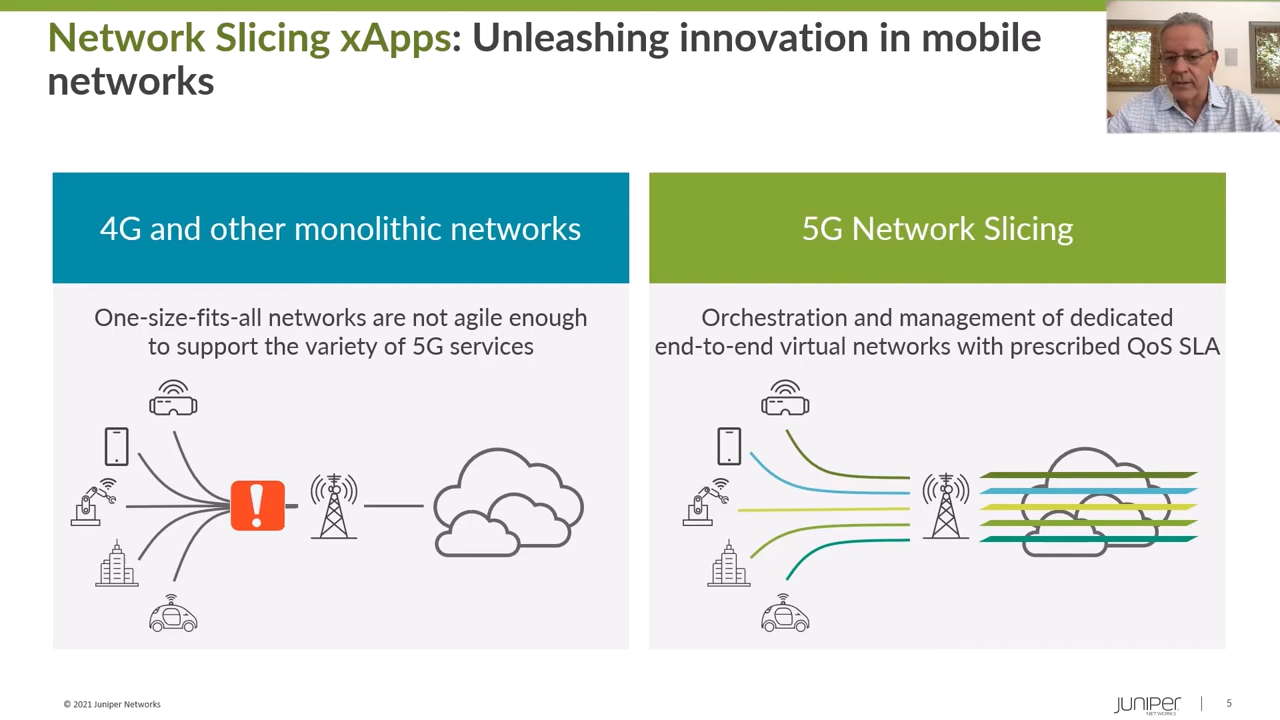 Network Slicing xApps: Unleashing innovation in mobile
networks
4G and other monolithic networks
One-size-fits-all networks are not agile enough
to support the variety of 5G services
!
5G Network Slicing
Orchestration and management of dedicated
end-to-end virtual networks with prescribed QoS SLA
© 2021 Juniper Networks
JUNIPER
NETWORKS
5